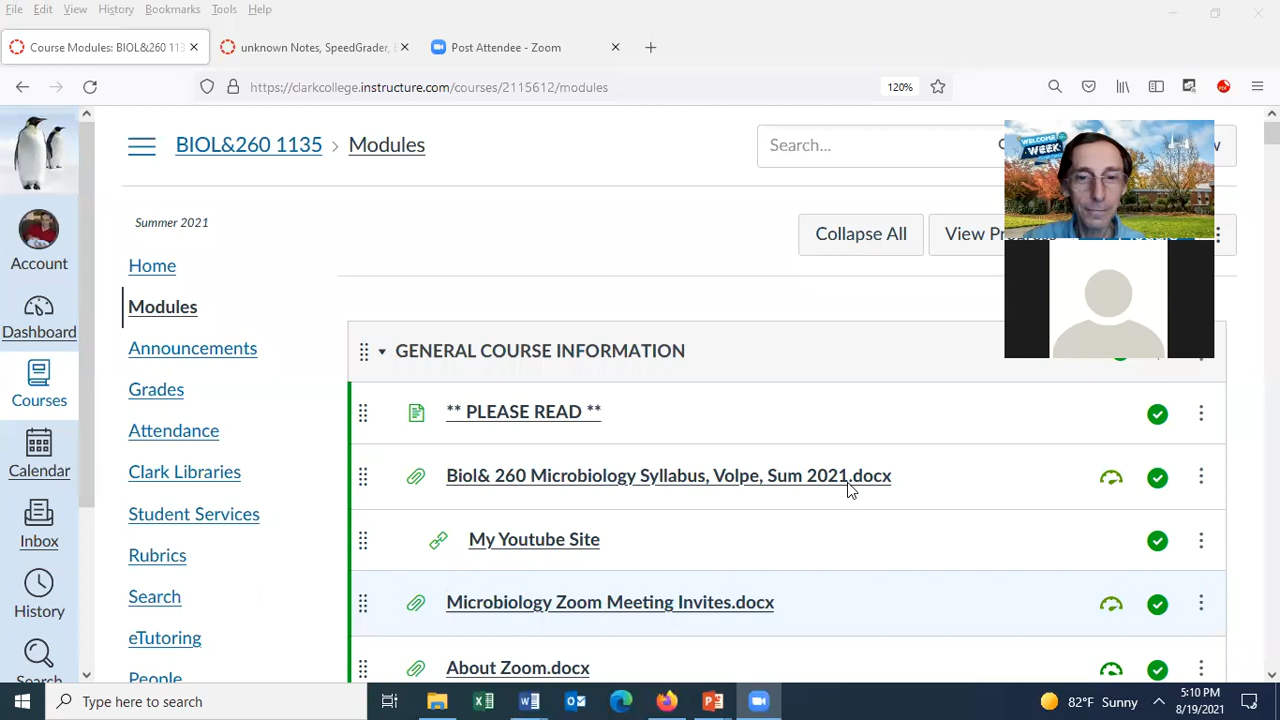 File Edit View History Bookmarks Tools Help
Course Modules: BIOL&260 113
unknown Notes, SpeedGrader,
Post Attendee - Zoom
https://clarkcollege.instructure.com/courses/2115612/modules
120%
BIOL&260 1135 › Modules
Search...
WELCOME
WEEK
Summer 2021
Collapse All
View Pr
Home
Modules
Announcements
Grades
Attendance
Clark Libraries
Student Services
Rubrics
Search
eTutoring
People
Account
Dashboard
Courses
Calendar
Inbox
History
Search
GENERAL COURSE INFORMATION
** PLEASE READ **
Biol& 260 Microbiology Syllabus, Volpe, Sum 2021.docx
My Youtube Site
Microbiology Zoom Meeting Invites.docx
About Zoom.docx
Type here to search
82°F Sunny
5:10 PM
8/19/2021